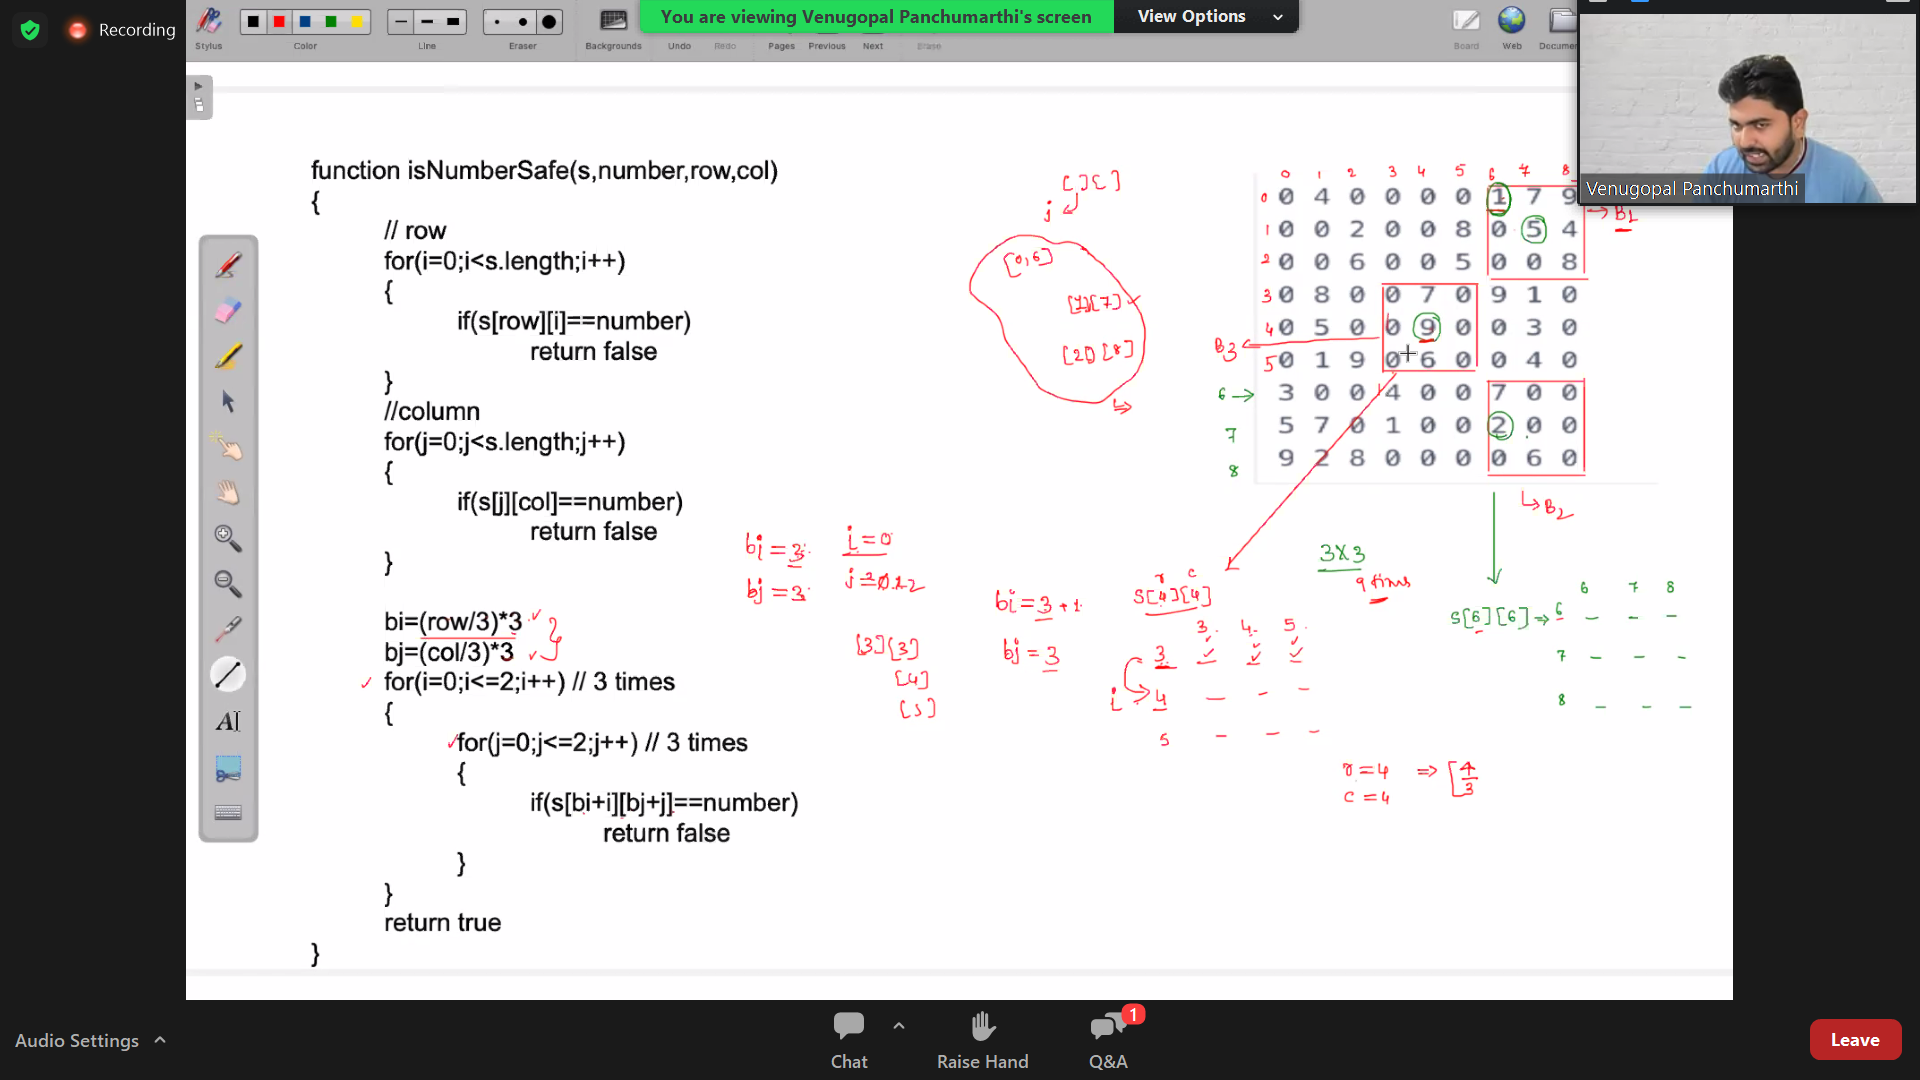 Recording
Stylus
Color
Line
Eraser
Backgrounds
Undo
Redo
Pages
Previous
Next
Erase
You are viewing Venugopal Panchumarthi's screen
View Options
Board
Web
Venugopal Panchumarthi
function isNumberSafe(s,number,row,col)
{
// row
for(i=0;i<s.length;i++)
{
if(s[row][i]==number)
return false
}
//column
for(j=0;j<s.length;j++)
{
if(s[j][col]==number)
return false
}
bi=(row/3)*3
bj=(col/3)*3
for(i=0;i<=2;i++) // 3 times
{
for(j=0;j<=2;j++) // 3 times
{
if(s[bi+i][bj+j]==number)
return false
}
}
return true
}
[ ][ ]
j
[0,6]
[1][7]
[2][8]
bi=3
i=0
bj=3
[3][3]
[4]
[5]
bi=3+1
bj=3
r c
S[4][4]
3 4 5
3
i 4
5
3X3
9 times
r=4 => [4/3
c=4
0 1 2 3 4 5 6 7 8
0 0 4 0 0 0 0 1 7 9
1 0 0 2 0 0 8 0 5 4
2 0 0 6 0 0 5 0 0 8
3 0 8 0 0 7 0 9 1 0
4 0 5 0 0 9 0 0 3 0
5 0 1 9 0 6 0 0 4 0
6 → 3 0 0 4 0 0 7 0 0
7 5 7 0 1 0 0 2 0 0
8 9 2 8 0 0 0 0 6 0
→ B1
B3
↳ B2
6 7 8
S[6][6] => 6 – – –
7 – – –
8 – – –
Audio Settings
Chat
Raise Hand
Q&A
1
Leave